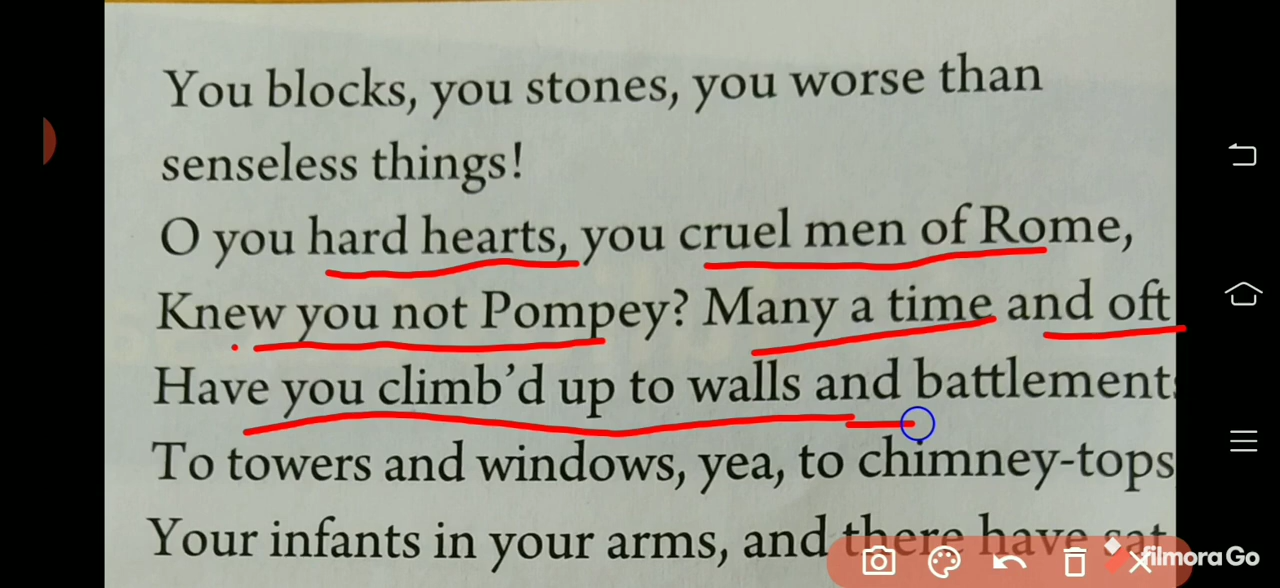 You blocks, you stones, you worse than
senseless things!
O you hard hearts, you cruel men of Rome,
Knew you not Pompey? Many a time and oft
Have you climb'd up to walls and battlement
To towers and windows, yea, to chimney-tops
Your infants in your arms, and there have sat
filmoraGo